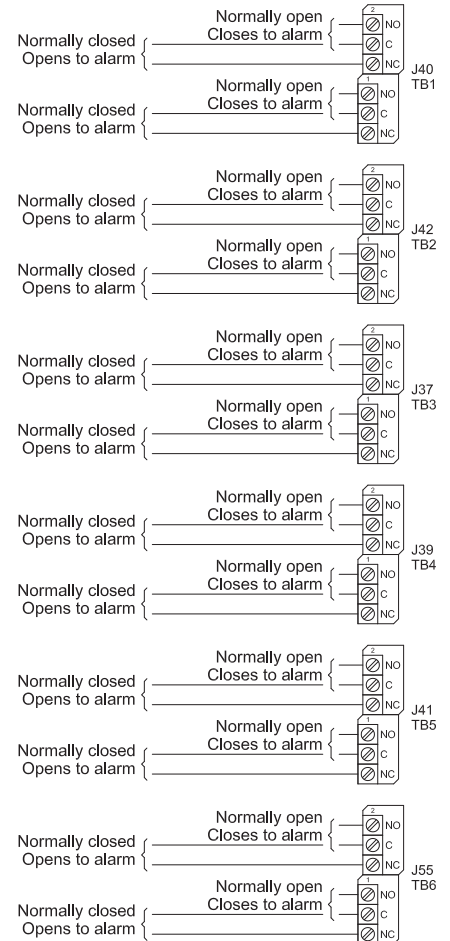 2
Normally open
Closes to alarm
NO
Normally closed
Opens to alarm
C
NC
J40
TB1
1
Normally open
Closes to alarm
NO
Normally closed
Opens to alarm
C
NC
2
Normally open
Closes to alarm
NO
Normally closed
Opens to alarm
C
NC
J42
TB2
1
Normally open
Closes to alarm
NO
Normally closed
Opens to alarm
C
NC
2
Normally open
Closes to alarm
NO
Normally closed
Opens to alarm
C
NC
J37
TB3
1
Normally open
Closes to alarm
NO
Normally closed
Opens to alarm
C
NC
2
Normally open
Closes to alarm
NO
Normally closed
Opens to alarm
C
NC
J39
TB4
1
Normally open
Closes to alarm
NO
Normally closed
Opens to alarm
C
NC
2
Normally open
Closes to alarm
NO
Normally closed
Opens to alarm
C
NC
J41
TB5
1
Normally open
Closes to alarm
NO
Normally closed
Opens to alarm
C
NC
2
Normally open
Closes to alarm
NO
Normally closed
Opens to alarm
C
NC
J55
TB6
1
Normally open
Closes to alarm
NO
Normally closed
Opens to alarm
C
NC